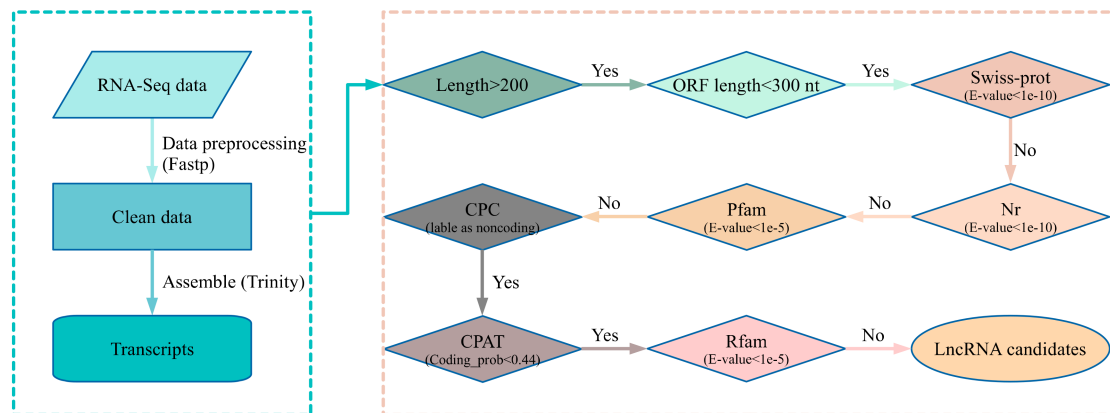 RNA-Seq data
Data preprocessing
(Fastp)
Clean data
Assemble (Trinity)
Transcripts
Length>200
Yes
ORF length<300 nt
Yes
Swiss-prot
(E-value<1e-10)
No
Nr
(E-value<1e-10)
No
Pfam
(E-value<1e-5)
No
CPC
(lable as noncoding)
Yes
CPAT
(Coding_prob<0.44)
Yes
Rfam
(E-value<1e-5)
No
LncRNA candidates